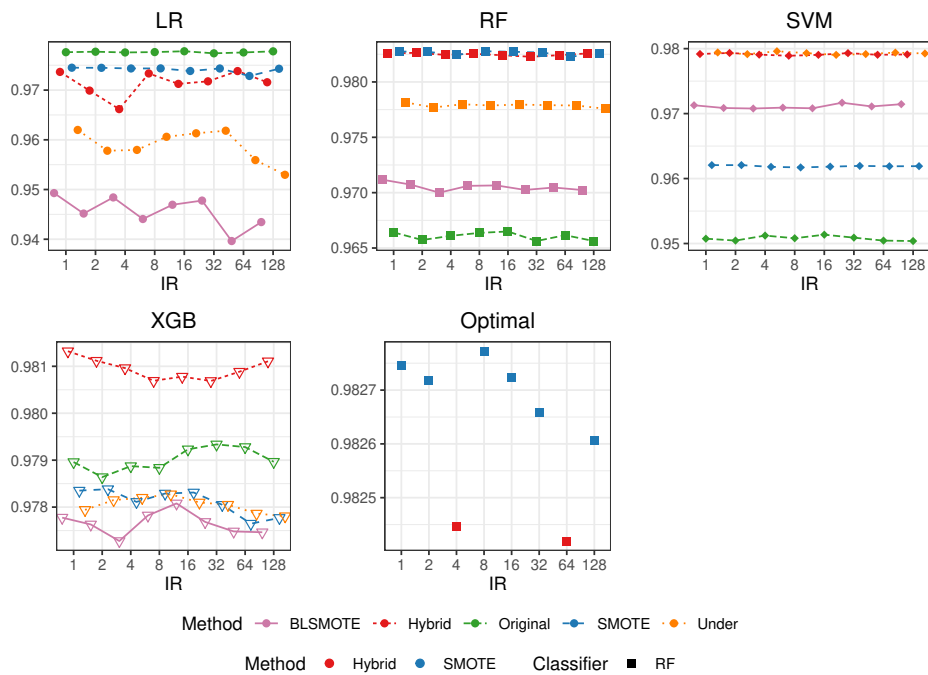 LR
RF
SVM
0.97
0.96
0.95
0.94
0.980
0.975
0.970
0.965
0.98
0.97
0.96
0.95
1 2 4 8 16 32 64 128
1 2 4 8 16 32 64 128
1 2 4 8 16 32 64 128
IR
IR
IR
XGB
Optimal
0.981
0.980
0.979
0.978
0.9827
0.9826
0.9825
1 2 4 8 16 32 64 128
1 2 4 8 16 32 64 128
IR
IR
Method BLSMOTE Hybrid Original SMOTE Under
Method Hybrid SMOTE Classifier RF